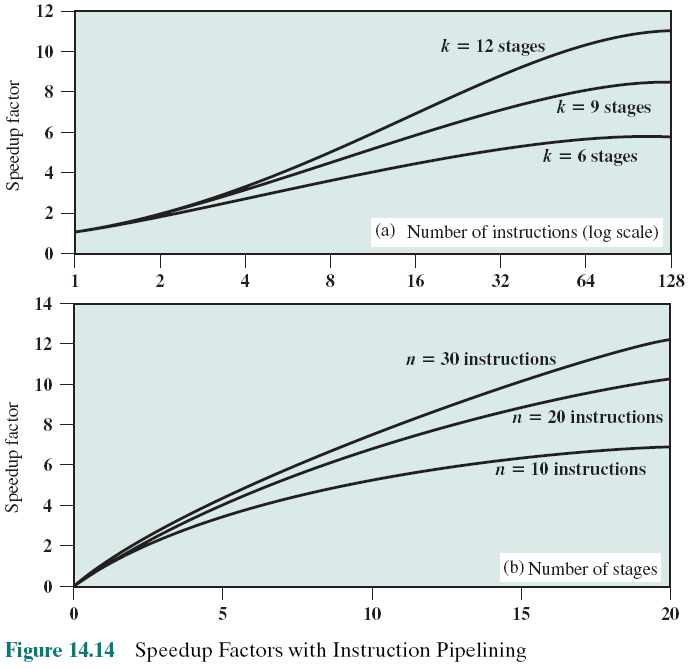 12
10
8
6
4
2
0
Speedup factor
k = 12 stages
k = 9 stages
k = 6 stages
(a) Number of instructions (log scale)
1 2 4 8 16 32 64 128
14
12
10
8
6
4
2
0
Speedup factor
n = 30 instructions
n = 20 instructions
n = 10 instructions
(b) Number of stages
0 5 10 15 20
Figure 14.14 Speedup Factors with Instruction Pipelining